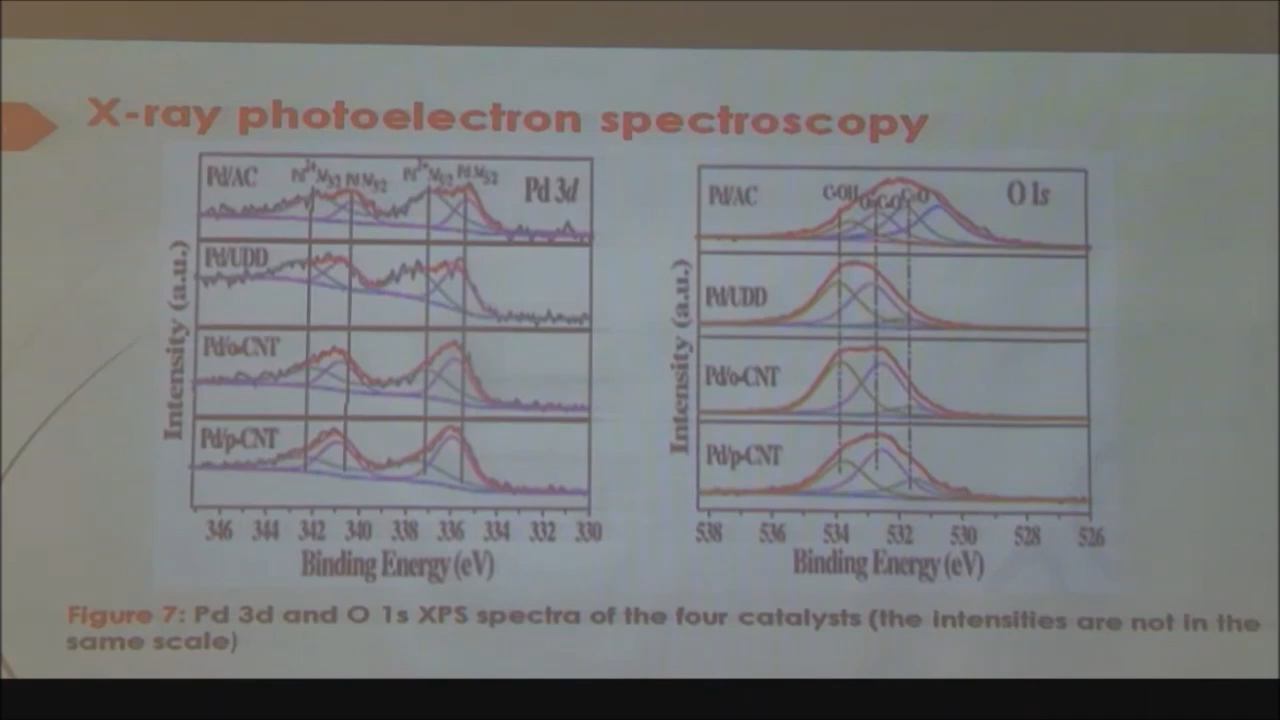 X-ray photoelectron spectroscopy
Pd/AC
Pd 3d
Pd/UDD
Pd/o-CNT
Pd/p-CNT
Intensity (a.u.)
346 344 342 340 338 336 334 332 330
Binding Energy (eV)
Pd/AC
C-OH
O 1s
Pd/UDD
Pd/o-CNT
Pd/p-CNT
Intensity (a.u.)
538 536 534 532 530 528 526
Binding Energy (eV)
Figure 7: Pd 3d and O 1s XPS spectra of the four catalysts (the intensities are not in the
same scale)